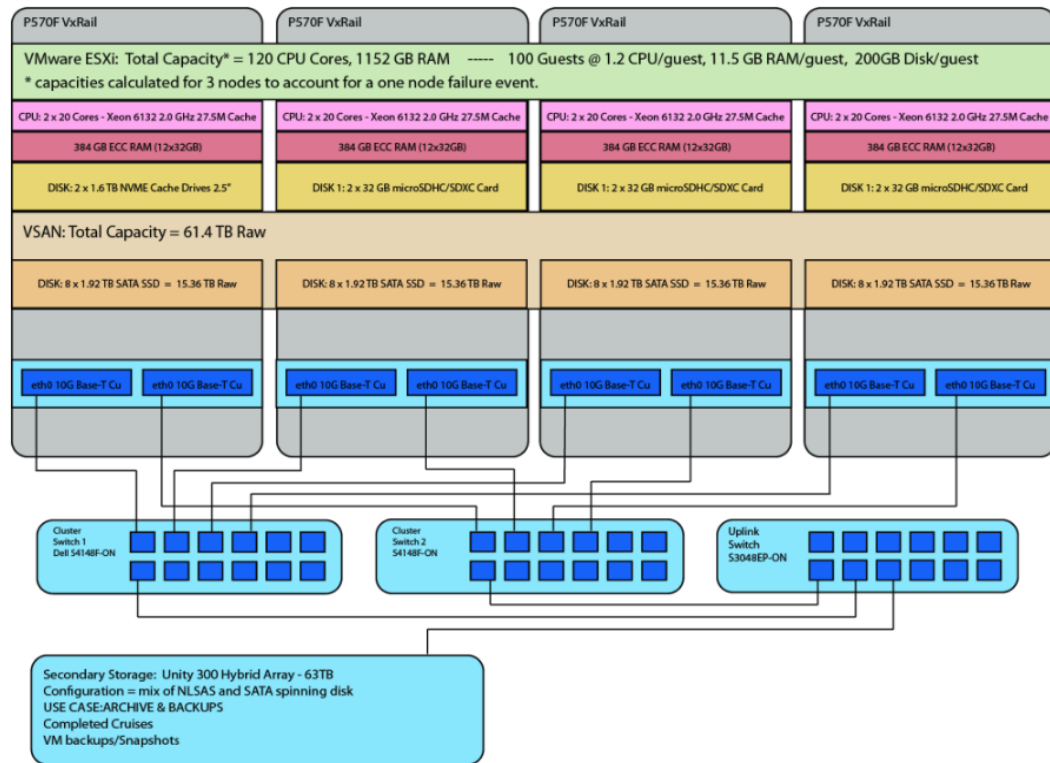 P570F VxRail
P570F VxRail
P570F VxRail
P570F VxRail
VMware ESXi: Total Capacity* = 120 CPU Cores, 1152 GB RAM ----- 100 Guests @ 1.2 CPU/guest, 11.5 GB RAM/guest, 200GB Disk/guest
* capacities calculated for 3 nodes to account for a one node failure event.
CPU: 2 x 20 Cores - Xeon 6132 2.0 GHz 27.5M Cache
CPU: 2 x 20 Cores - Xeon 6132 2.0 GHz 27.5M Cache
CPU: 2 x 20 Cores - Xeon 6132 2.0 GHz 27.5M Cache
CPU: 2 x 20 Cores - Xeon 6132 2.0 GHz 27.5M Cache
384 GB ECC RAM (12x32GB)
384 GB ECC RAM (12x32GB)
384 GB ECC RAM (12x32GB)
384 GB ECC RAM (12x32GB)
DISK: 2 x 1.6 TB NVME Cache Drives 2.5"
DISK 1: 2 x 32 GB microSDHC/SDXC Card
DISK 1: 2 x 32 GB microSDHC/SDXC Card
DISK 1: 2 x 32 GB microSDHC/SDXC Card
VSAN: Total Capacity = 61.4 TB Raw
DISK: 8 x 1.92 TB SATA SSD = 15.36 TB Raw
DISK: 8 x 1.92 TB SATA SSD = 15.36 TB Raw
DISK: 8 x 1.92 TB SATA SSD = 15.36 TB Raw
DISK: 8 x 1.92 TB SATA SSD = 15.36 TB Raw
eth0 10G Base-T Cu
eth0 10G Base-T Cu
eth0 10G Base-T Cu
eth0 10G Base-T Cu
eth0 10G Base-T Cu
eth0 10G Base-T Cu
eth0 10G Base-T Cu
eth0 10G Base-T Cu
Cluster
Switch 1
Dell S4148F-ON
Cluster
Switch 2
S4148F-ON
Uplink
Switch
S3048EP-ON
Secondary Storage: Unity 300 Hybrid Array - 63TB
Configuration = mix of NLSAS and SATA spinning disk
USE CASE:ARCHIVE & BACKUPS
Completed Cruises
VM backups/Snapshots